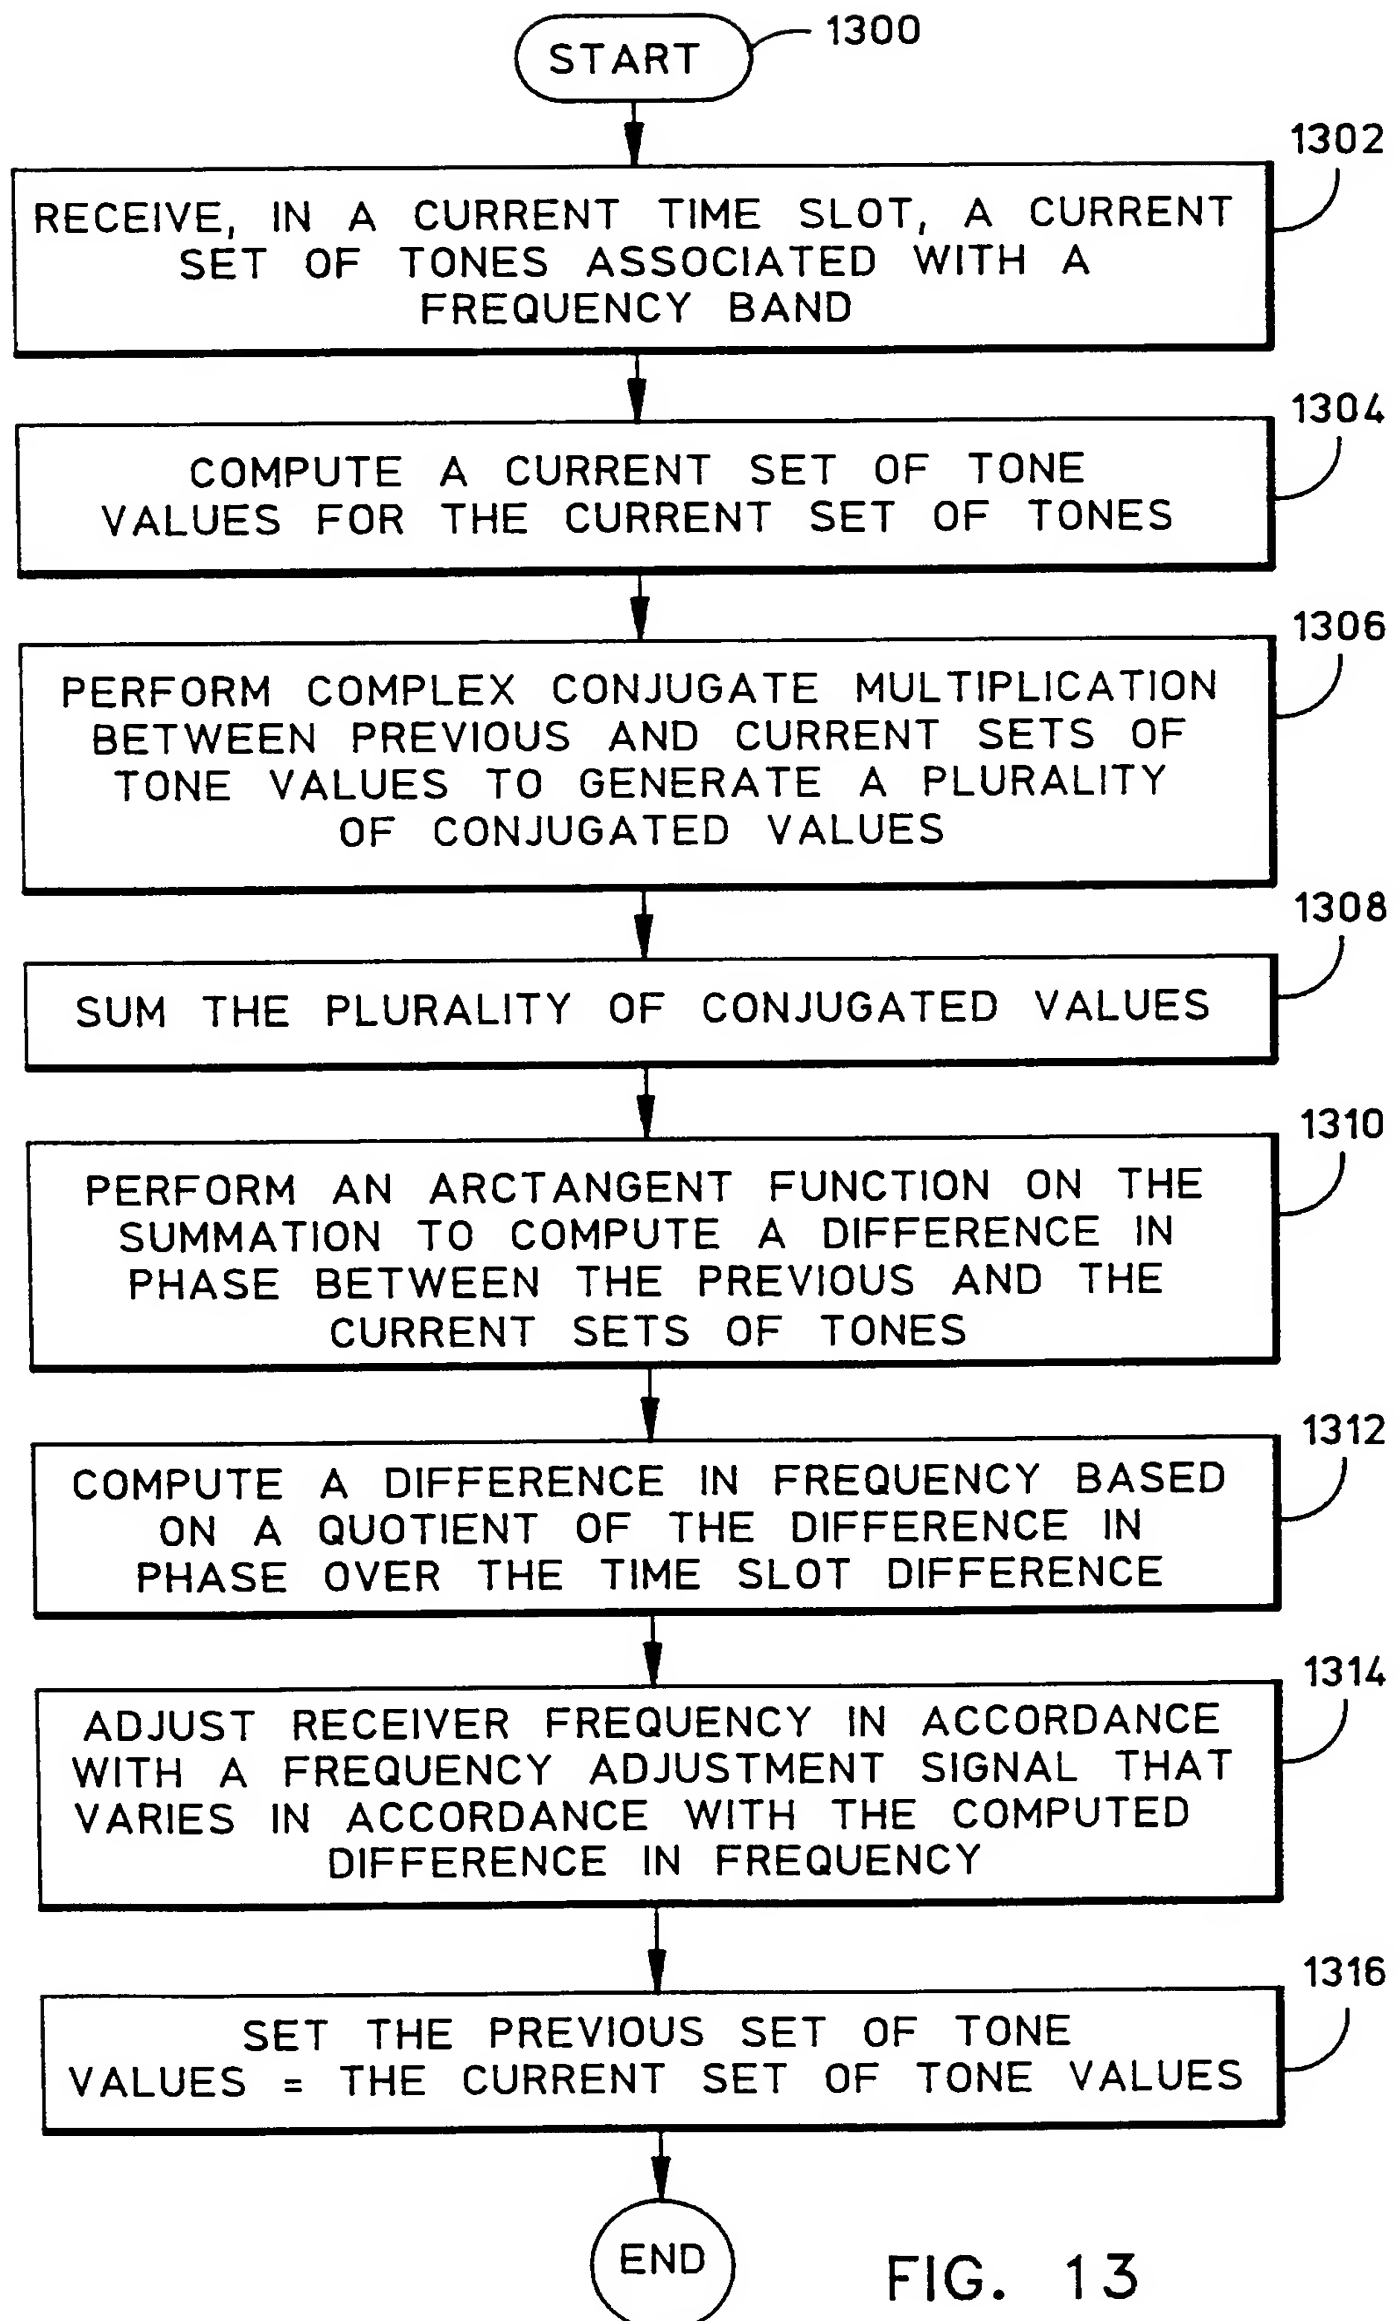 START
1300
1302
RECEIVE, IN A CURRENT TIME SLOT, A CURRENT
SET OF TONES ASSOCIATED WITH A
FREQUENCY BAND
1304
COMPUTE A CURRENT SET OF TONE
VALUES FOR THE CURRENT SET OF TONES
1306
PERFORM COMPLEX CONJUGATE MULTIPLICATION
BETWEEN PREVIOUS AND CURRENT SETS OF
TONE VALUES TO GENERATE A PLURALITY
OF CONJUGATED VALUES
1308
SUM THE PLURALITY OF CONJUGATED VALUES
1310
PERFORM AN ARCTANGENT FUNCTION ON THE
SUMMATION TO COMPUTE A DIFFERENCE IN
PHASE BETWEEN THE PREVIOUS AND THE
CURRENT SETS OF TONES
1312
COMPUTE A DIFFERENCE IN FREQUENCY BASED
ON A QUOTIENT OF THE DIFFERENCE IN
PHASE OVER THE TIME SLOT DIFFERENCE
1314
ADJUST RECEIVER FREQUENCY IN ACCORDANCE
WITH A FREQUENCY ADJUSTMENT SIGNAL THAT
VARIES IN ACCORDANCE WITH THE COMPUTED
DIFFERENCE IN FREQUENCY
1316
SET THE PREVIOUS SET OF TONE
VALUES = THE CURRENT SET OF TONE VALUES
END
FIG. 13